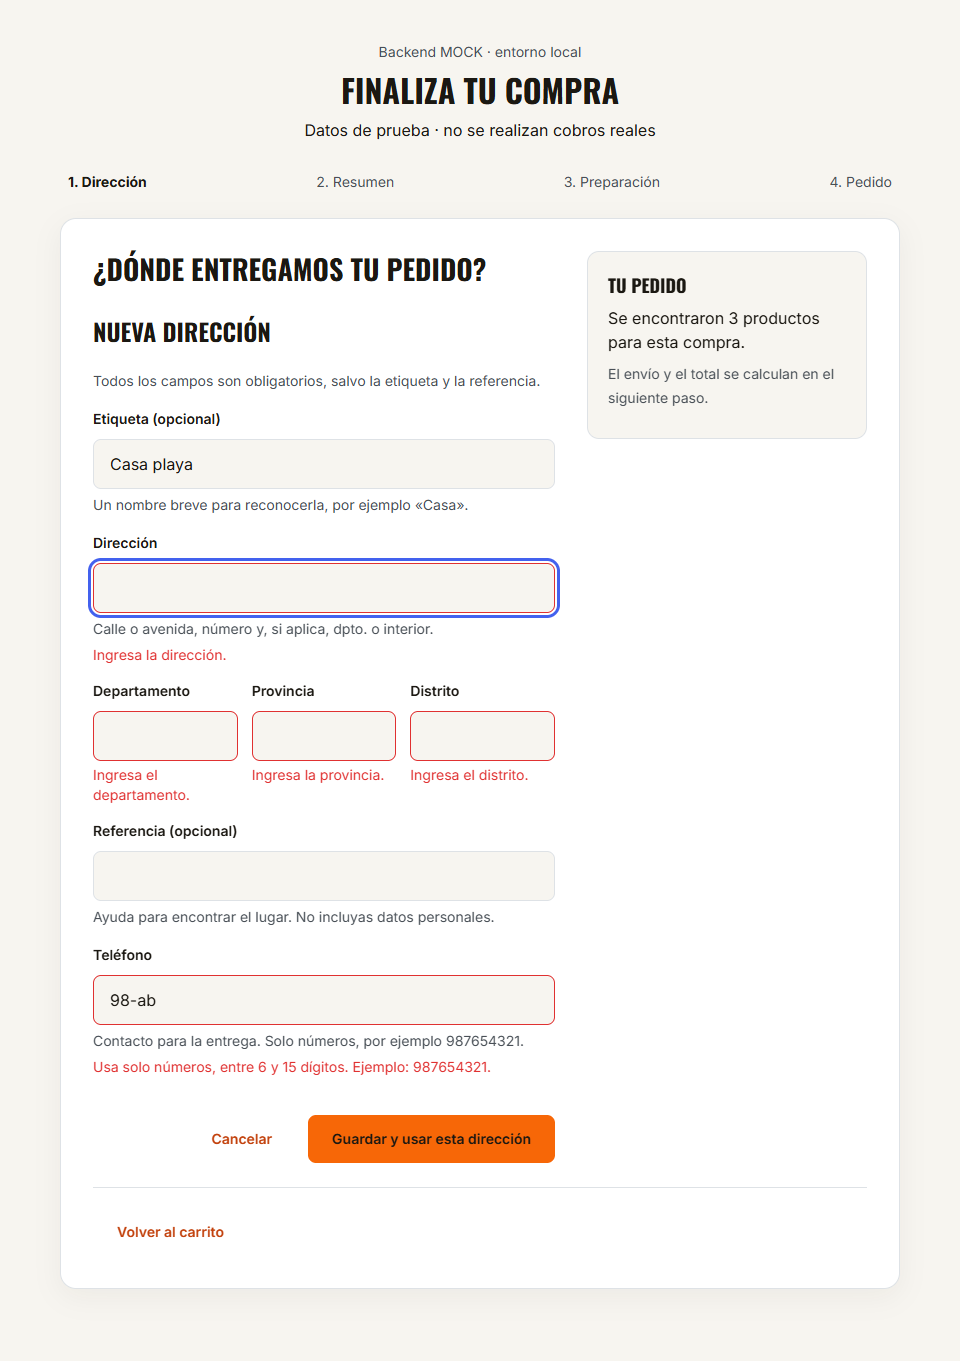 Backend MOCK · entorno local
FINALIZA TU COMPRA
Datos de prueba · no se realizan cobros reales
1. Dirección
2. Resumen
3. Preparación
4. Pedido
¿DÓNDE ENTREGAMOS TU PEDIDO?
NUEVA DIRECCIÓN
Todos los campos son obligatorios, salvo la etiqueta y la referencia.
Etiqueta (opcional)
Casa playa
Un nombre breve para reconocerla, por ejemplo «Casa».
Dirección
Calle o avenida, número y, si aplica, dpto. o interior.
Ingresa la dirección.
Departamento
Provincia
Distrito
Ingresa el
departamento.
Ingresa la provincia.
Ingresa el distrito.
Referencia (opcional)
Ayuda para encontrar el lugar. No incluyas datos personales.
Teléfono
98-ab
Contacto para la entrega. Solo números, por ejemplo 987654321.
Usa solo números, entre 6 y 15 dígitos. Ejemplo: 987654321.
Cancelar
Guardar y usar esta dirección
TU PEDIDO
Se encontraron 3 productos
para esta compra.
El envío y el total se calculan en el
siguiente paso.
Volver al carrito